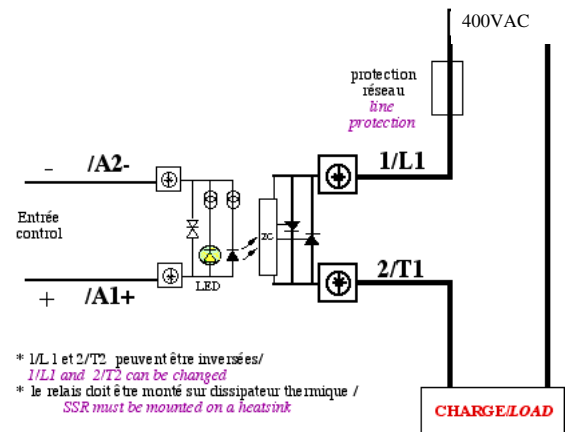 400VAC
protection
réseau
line
protection
1/L1
- /A2-
Entrée
control
ZC
LED
+ /A1+
2/T1
* 1/L1 et 2/T2 peuvent être inversées/
1/L1 and 2/T2 can be changed
* le relais doit être monté sur dissipateur thermique /
SSR must be mounted on a heatsink
CHARGE/LOAD